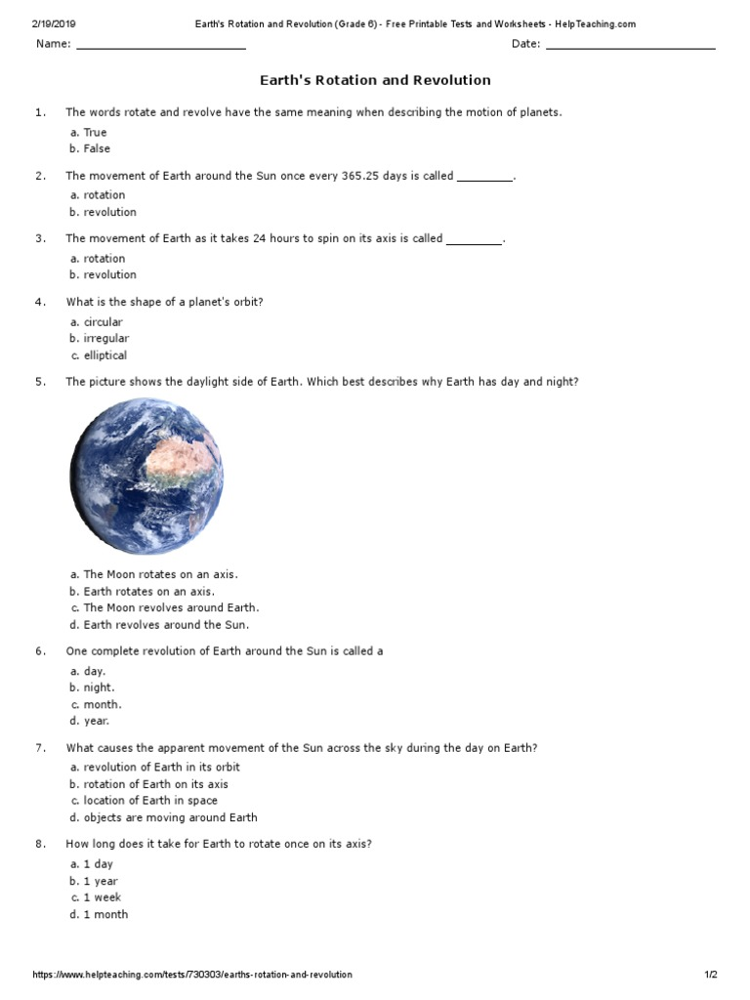 2/19/2019 Earth's Rotation and Revolution (Grade 6) - Free Printable Tests and Worksheets - HelpTeaching.com
Name: ______________________ Date: ______________________
Earth's Rotation and Revolution
1. The words rotate and revolve have the same meaning when describing the motion of planets.
a. True
b. False
2. The movement of Earth around the Sun once every 365.25 days is called _________.
a. rotation
b. revolution
3. The movement of Earth as it takes 24 hours to spin on its axis is called _________.
a. rotation
b. revolution
4. What is the shape of a planet's orbit?
a. circular
b. irregular
c. elliptical
5. The picture shows the daylight side of Earth. Which best describes why Earth has day and night?
a. The Moon rotates on an axis.
b. Earth rotates on an axis.
c. The Moon revolves around Earth.
d. Earth revolves around the Sun.
6. One complete revolution of Earth around the Sun is called a
a. day.
b. night.
c. month.
d. year.
7. What causes the apparent movement of the Sun across the sky during the day on Earth?
a. revolution of Earth in its orbit
b. rotation of Earth on its axis
c. location of Earth in space
d. objects are moving around Earth
8. How long does it take for Earth to rotate once on its axis?
a. 1 day
b. 1 year
c. 1 week
d. 1 month
https://www.helpteaching.com/tests/730303/earths-rotation-and-revolution 1/2